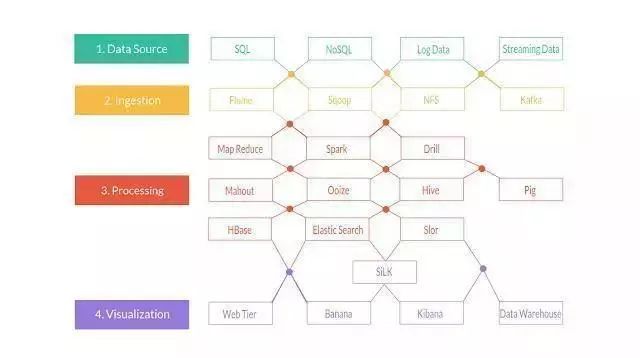 1. Data Source
SQL
NoSQL
Log Data
Streaming Data
2. Ingestion
Flume
Sqoop
NFS
Kafka
Map Reduce
Spark
Drill
3. Processing
Mahout
Ooize
Hive
Pig
HBase
Elastic Search
Slor
SiLK
4. Visualization
Web Tier
Banana
Kibana
Data Warehouse